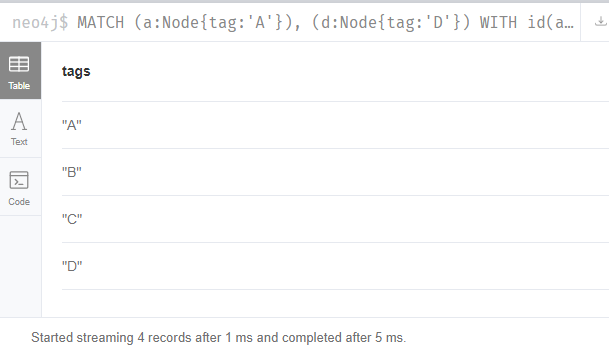 neo4j$ MATCH (a:Node{tag:'A'}), (d:Node{tag:'D'}) WITH id(a…
Table
tags
"A"
Text
"B"
Code
"C"
"D"
Started streaming 4 records after 1 ms and completed after 5 ms.